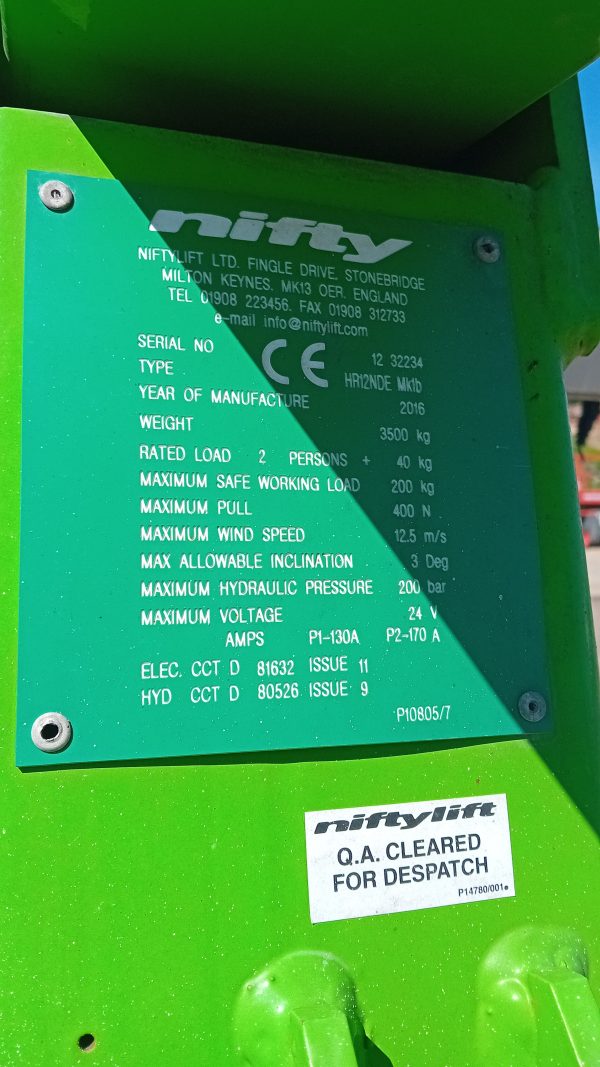 nifty
NIFTYLIFT LTD. FINGLE DRIVE. STONEBRIDGE
MILTON KEYNES. MK13 OER. ENGLAND
TEL 01908 223456. FAX 01908 312733
e-mail info@niftylift.com
CE
SERIAL NO 12 32234
TYPE HR12NDE Mk1b
YEAR OF MANUFACTURE 2016
WEIGHT 3500 kg
RATED LOAD 2 PERSONS + 40 kg
MAXIMUM SAFE WORKING LOAD 200 kg
MAXIMUM PULL 400 N
MAXIMUM WIND SPEED 12.5 m/s
MAX ALLOWABLE INCLINATION 3 Deg
MAXIMUM HYDRAULIC PRESSURE 200 bar
MAXIMUM VOLTAGE 24 V
AMPS P1-130A P2-170 A
ELEC. CCT D 81632 ISSUE 11
HYD CCT D 80526 ISSUE 9
P10805/7
niftylift
Q.A. CLEARED
FOR DESPATCH
P14780/001